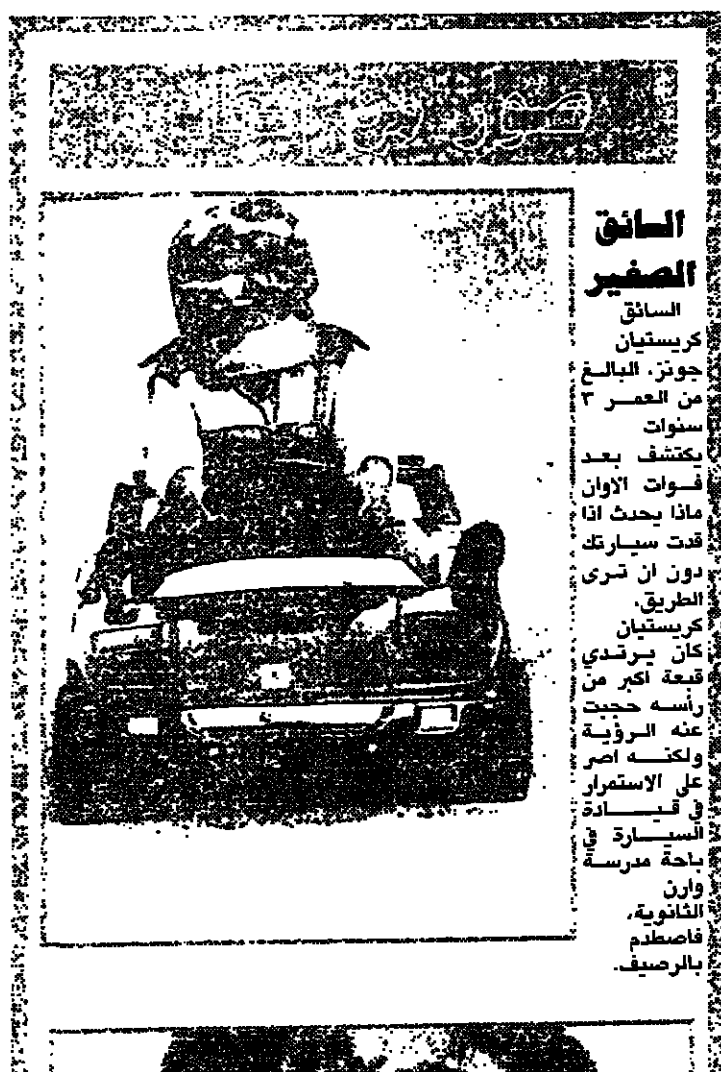 السائق
الصغير
السائق
كريستيان
جونز، البالغ
من العمر ٣
سنوات
يكتشف بعد
فوات الاوان
ماذا يحدث اذا
قدت سيارتك
دون ان ترى
الطريق.
كريستيان
كان يرتدي
قبعة اكبر من
رأسه حجبت
عنه الرؤية
ولكنه اصر
على الاستمرار
في قيادة
السيارة في
باحة مدرسة
وارن
الثانوية،
فاصطدم
بالرصيف.